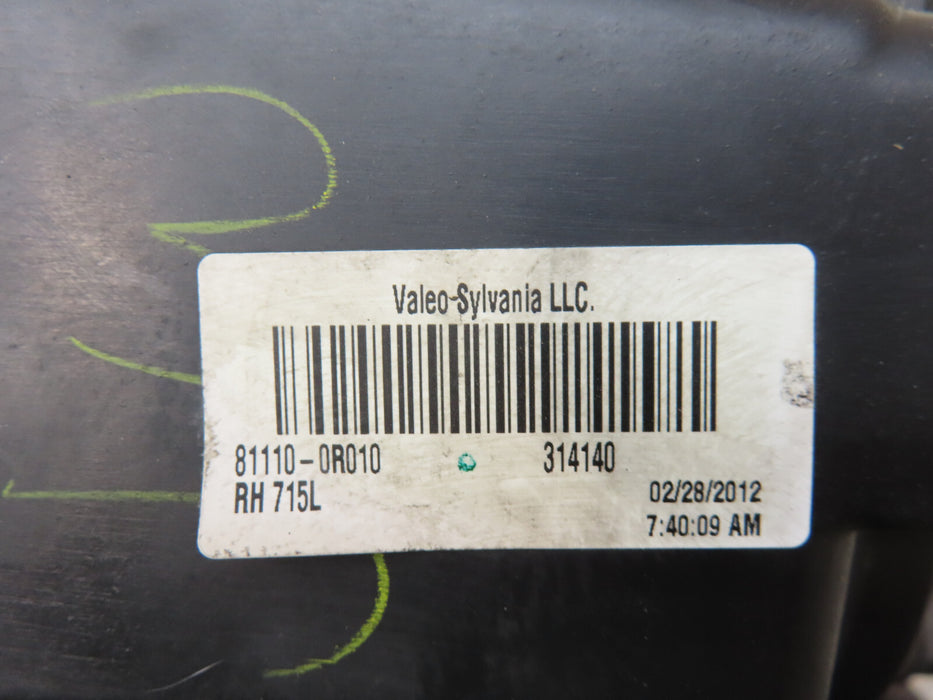 Valeo-Sylvania LLC.
81110-0R010 314140
RH 715L
02/28/2012
7:40:09 AM